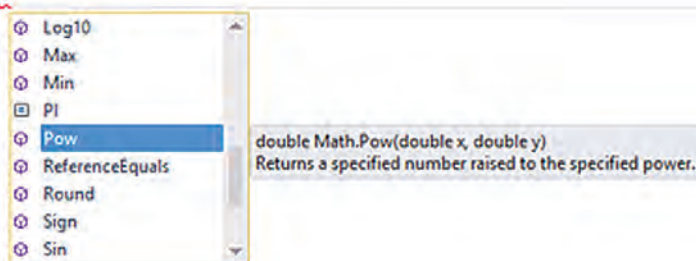 Log10
Max
Min
PI
Pow
double Math.Pow(double x, double y)
Returns a specified number raised to the specified power.
ReferenceEquals
Round
Sign
Sin